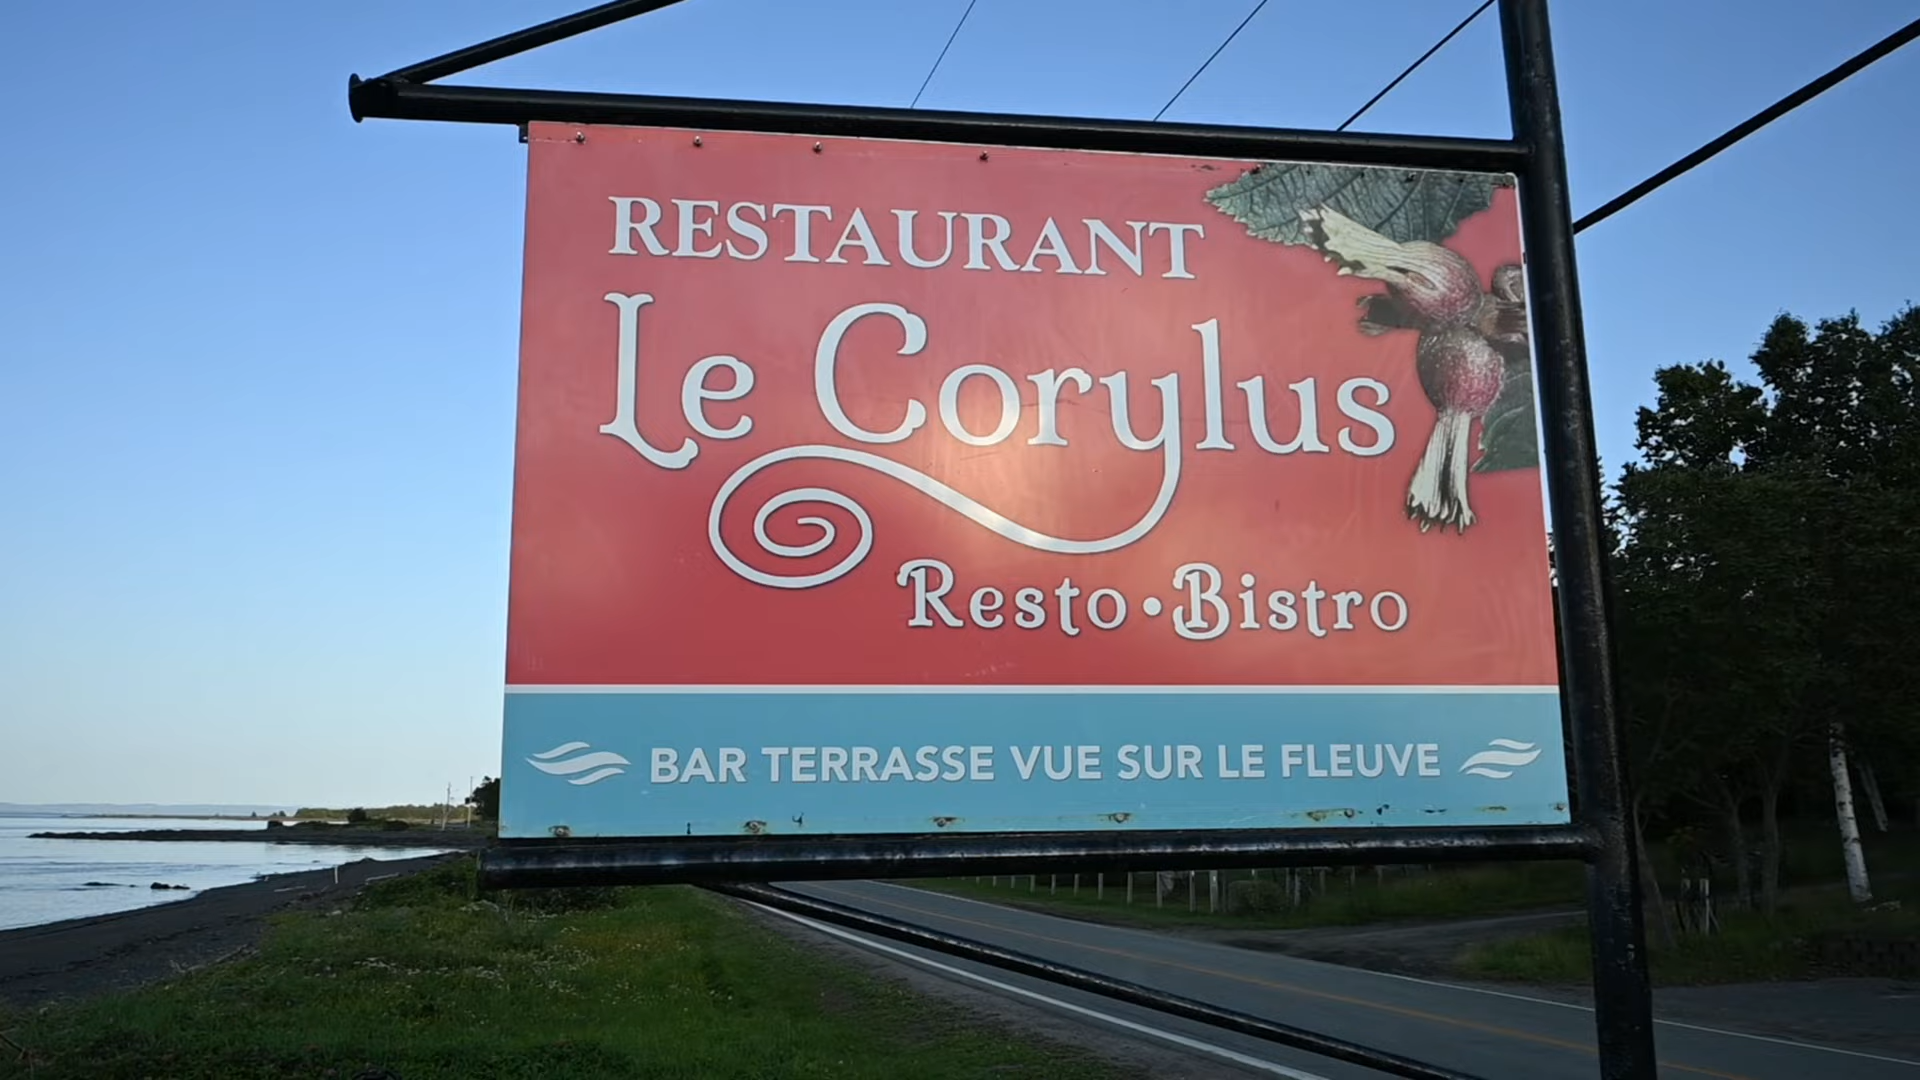 RESTAURANT
Le Corylus
Resto • Bistro
BAR TERRASSE VUE SUR LE FLEUVE